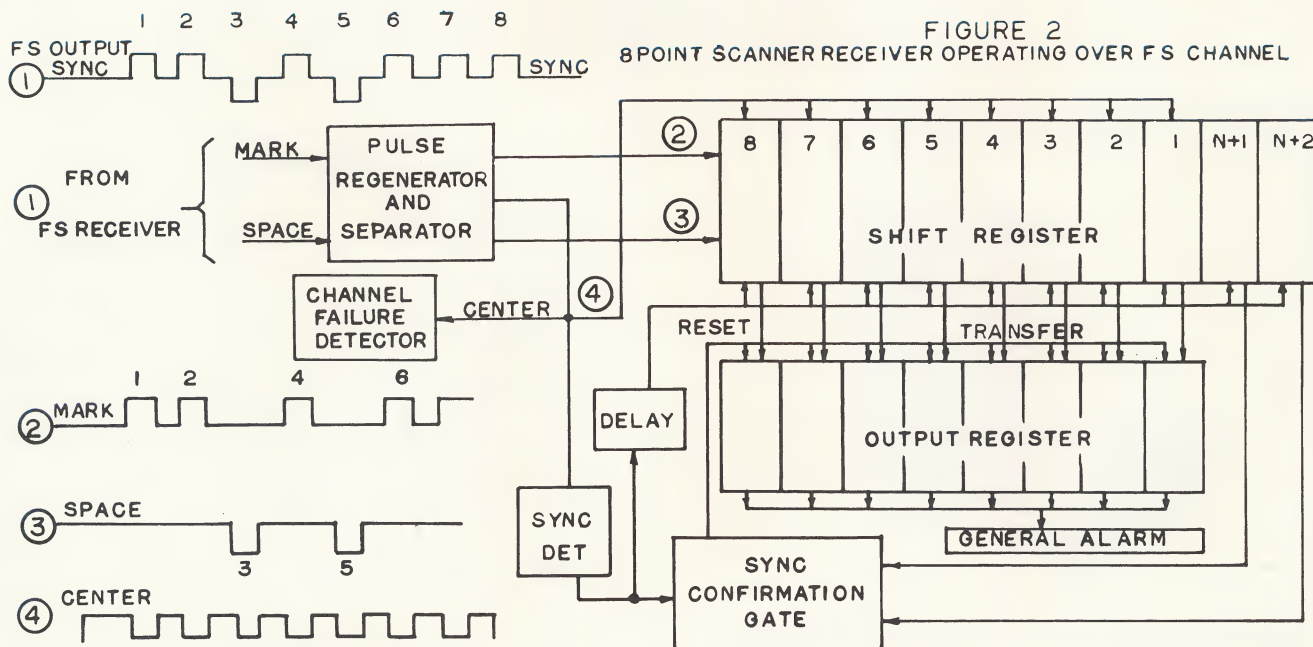 FIGURE 2
8 POINT SCANNER RECEIVER OPERATING OVER FS CHANNEL
1 2 3 4 5 6 7 8
FS OUTPUT
SYNC
SYNC
1
1
FROM
FS RECEIVER
MARK
SPACE
PULSE
REGENERATOR
AND
SEPARATOR
2
3
4
CENTER
CHANNEL
FAILURE
DETECTOR
8 7 6 5 4 3 2 1 N+1 N+2
SHIFT REGISTER
RESET
TRANSFER
DELAY
OUTPUT REGISTER
GENERAL ALARM
SYNC
DET
SYNC
CONFIRMATION
GATE
1 2 4 6
2
MARK
3
SPACE
3 5
4
CENTER